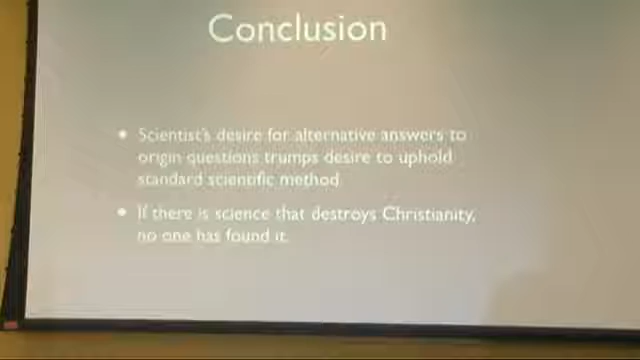 Conclusion
• Scientist's desire for alternative answers to
origin questions trumps desire to uphold
standard scientific method.
• If there is science that destroys Christianity,
no one has found it.